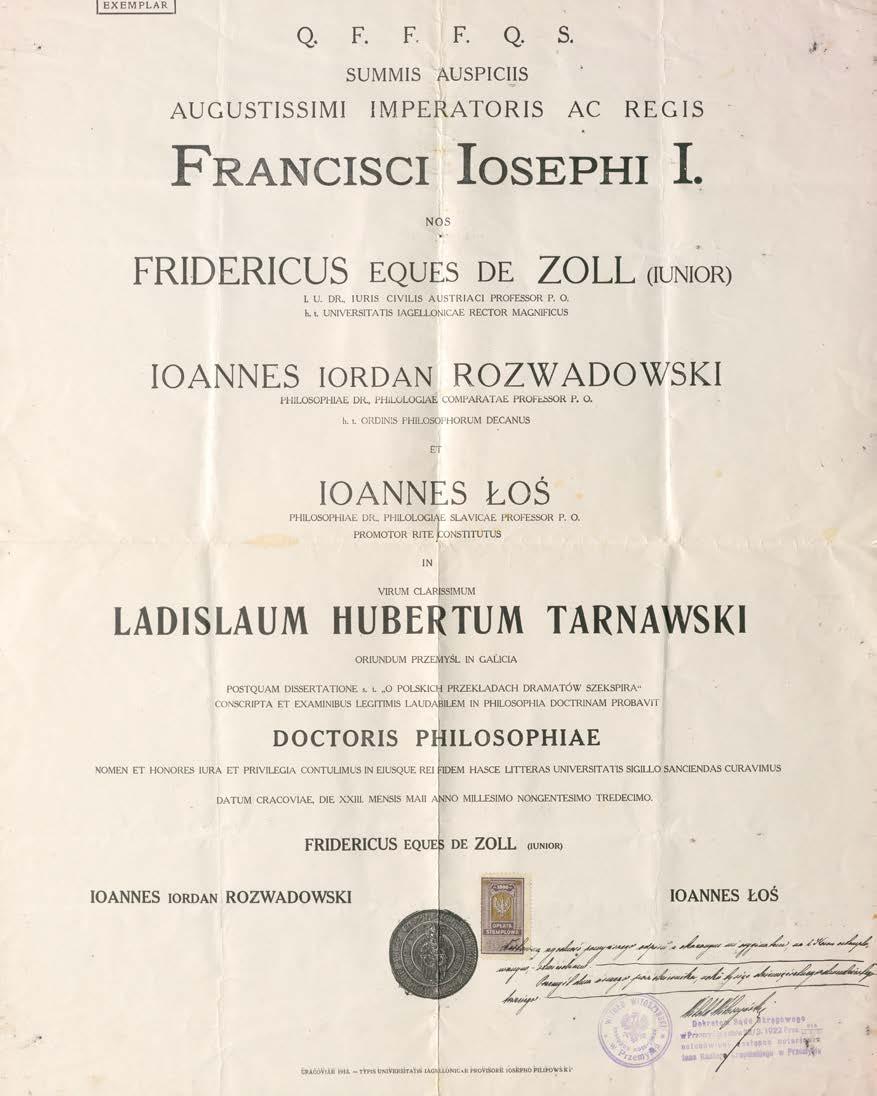 EXEMPLAR
Q. F. F. F. Q. S.
SUMMIS AUSPICIIS
AUGUSTISSIMI IMPERATORIS AC REGIS
FRANCISCI IOSEPHI I.
NOS
FRIDERICUS EQUES DE ZOLL (IUNIOR)
I. U. DR., IURIS CIVILIS AUSTRIACI PROFESSOR P. O.
h. t. UNIVERSITATIS IAGELLONICAE RECTOR MAGNIFICUS
IOANNES IORDAN ROZWADOWSKI
PHILOSOPHIAE DR., PHILOLOGIAE COMPARATAE PROFESSOR P. O.
h. t. ORDINIS PHILOSOPHORUM DECANUS
ET
IOANNES ŁOŚ
PHILOSOPHIAE DR., PHILOLOGIAE SLAVICAE PROFESSOR P. O.
PROMOTOR RITE CONSTITUTUS
IN
VIRUM CLARISSIMUM
LADISLAUM HUBERTUM TARNAWSKI
ORIUNDUM PRZEMYŚL IN GALICIA
POSTQUAM DISSERTATIONE s. t. „O POLSKICH PRZEKŁADACH DRAMATÓW SZEKSPIRA“
CONSCRIPTA ET EXAMINIBUS LEGITIMIS LAUDABILEM IN PHILOSOPHIA DOCTRINAM PROBAVIT
DOCTORIS PHILOSOPHIAE
NOMEN ET HONORES IURA ET PRIVILEGIA CONTULIMUS IN EIUSQUE REI FIDEM HASCE LITTERAS UNIVERSITATIS SIGILLO SANCIENDAS CURAVIMUS
DATUM CRACOVIAE, DIE XXIII. MENSIS MAII ANNO MILLESIMO NONGENTESIMO TREDECIMO.
FRIDERICUS EQUES DE ZOLL (IUNIOR)
IOANNES IORDAN ROZWADOWSKI
IOANNES ŁOŚ
OPŁATA
STEMPLOWA
w Przemyślu
Dekretem Sądu Okręgowego
w Przemyślu
CRACOVIAE 1913. — TYPIS UNIVERSITATIS IAGELLONICAE PROVISORE IOSEPHO FILIPOWSKI